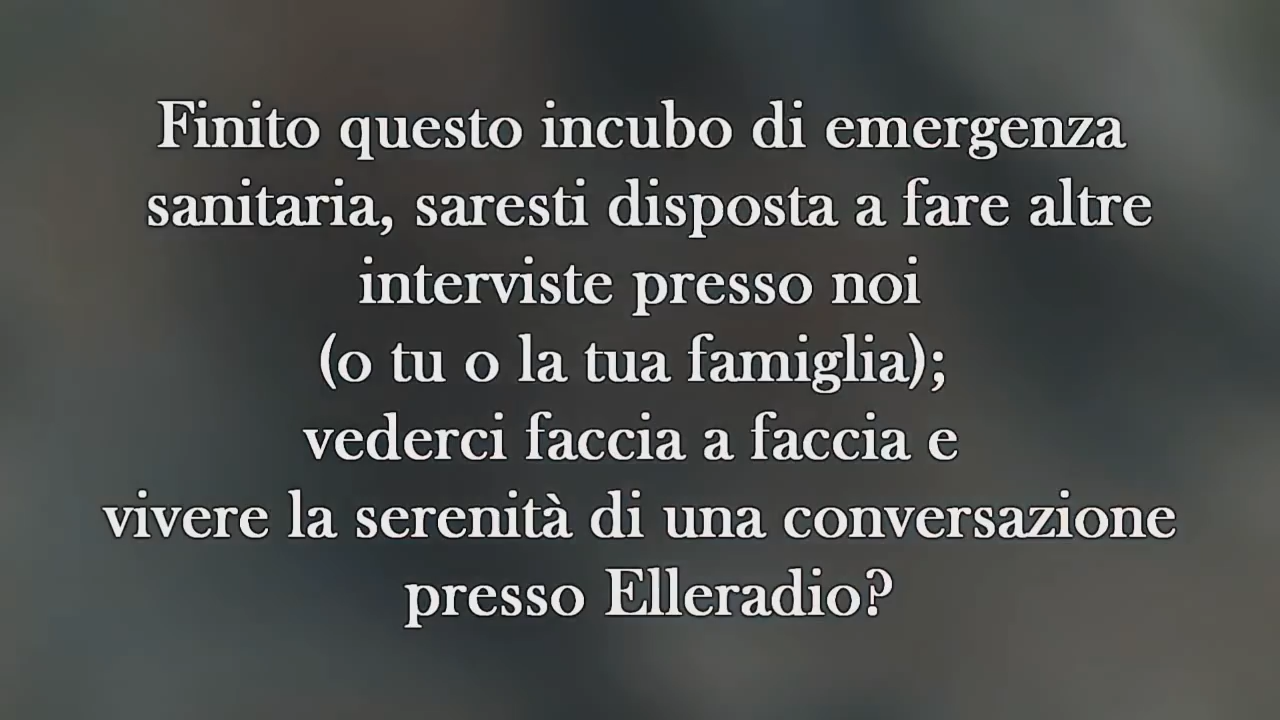 Finito questo incubo di emergenza
sanitaria, saresti disposta a fare altre
interviste presso noi
(o tu o la tua famiglia);
vederci faccia a faccia e
vivere la serenità di una conversazione
presso Elleradio?